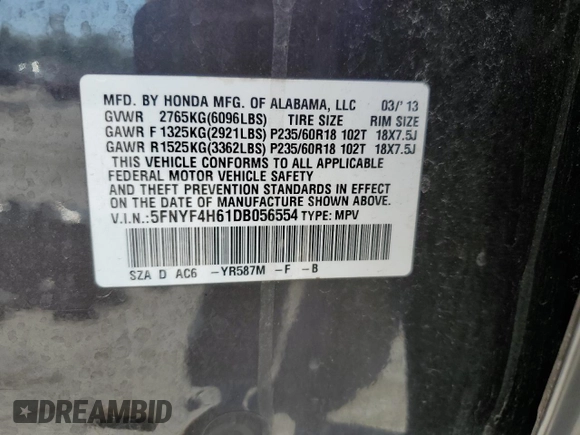 MFD. BY HONDA MFG. OF ALABAMA, LLC 03/'13
GVWR 2765KG(6096LBS) TIRE SIZE RIM SIZE
GAWR F 1325KG(2921LBS) P235/60R18 102T 18X7.5J
GAWR R 1525KG(3362LBS) P235/60R18 102T 18X7.5J
THIS VEHICLE CONFORMS TO ALL APPLICABLE
FEDERAL MOTOR VEHICLE SAFETY
AND THEFT PREVENTION STANDARDS IN EFFECT
ON THE DATE OF MANUFACTURE SHOWN ABOVE.
V.I.N.:5FNYF4H61DB056554 TYPE: MPV
SZA D AC6 -YR587M -F -B
DREAMBID